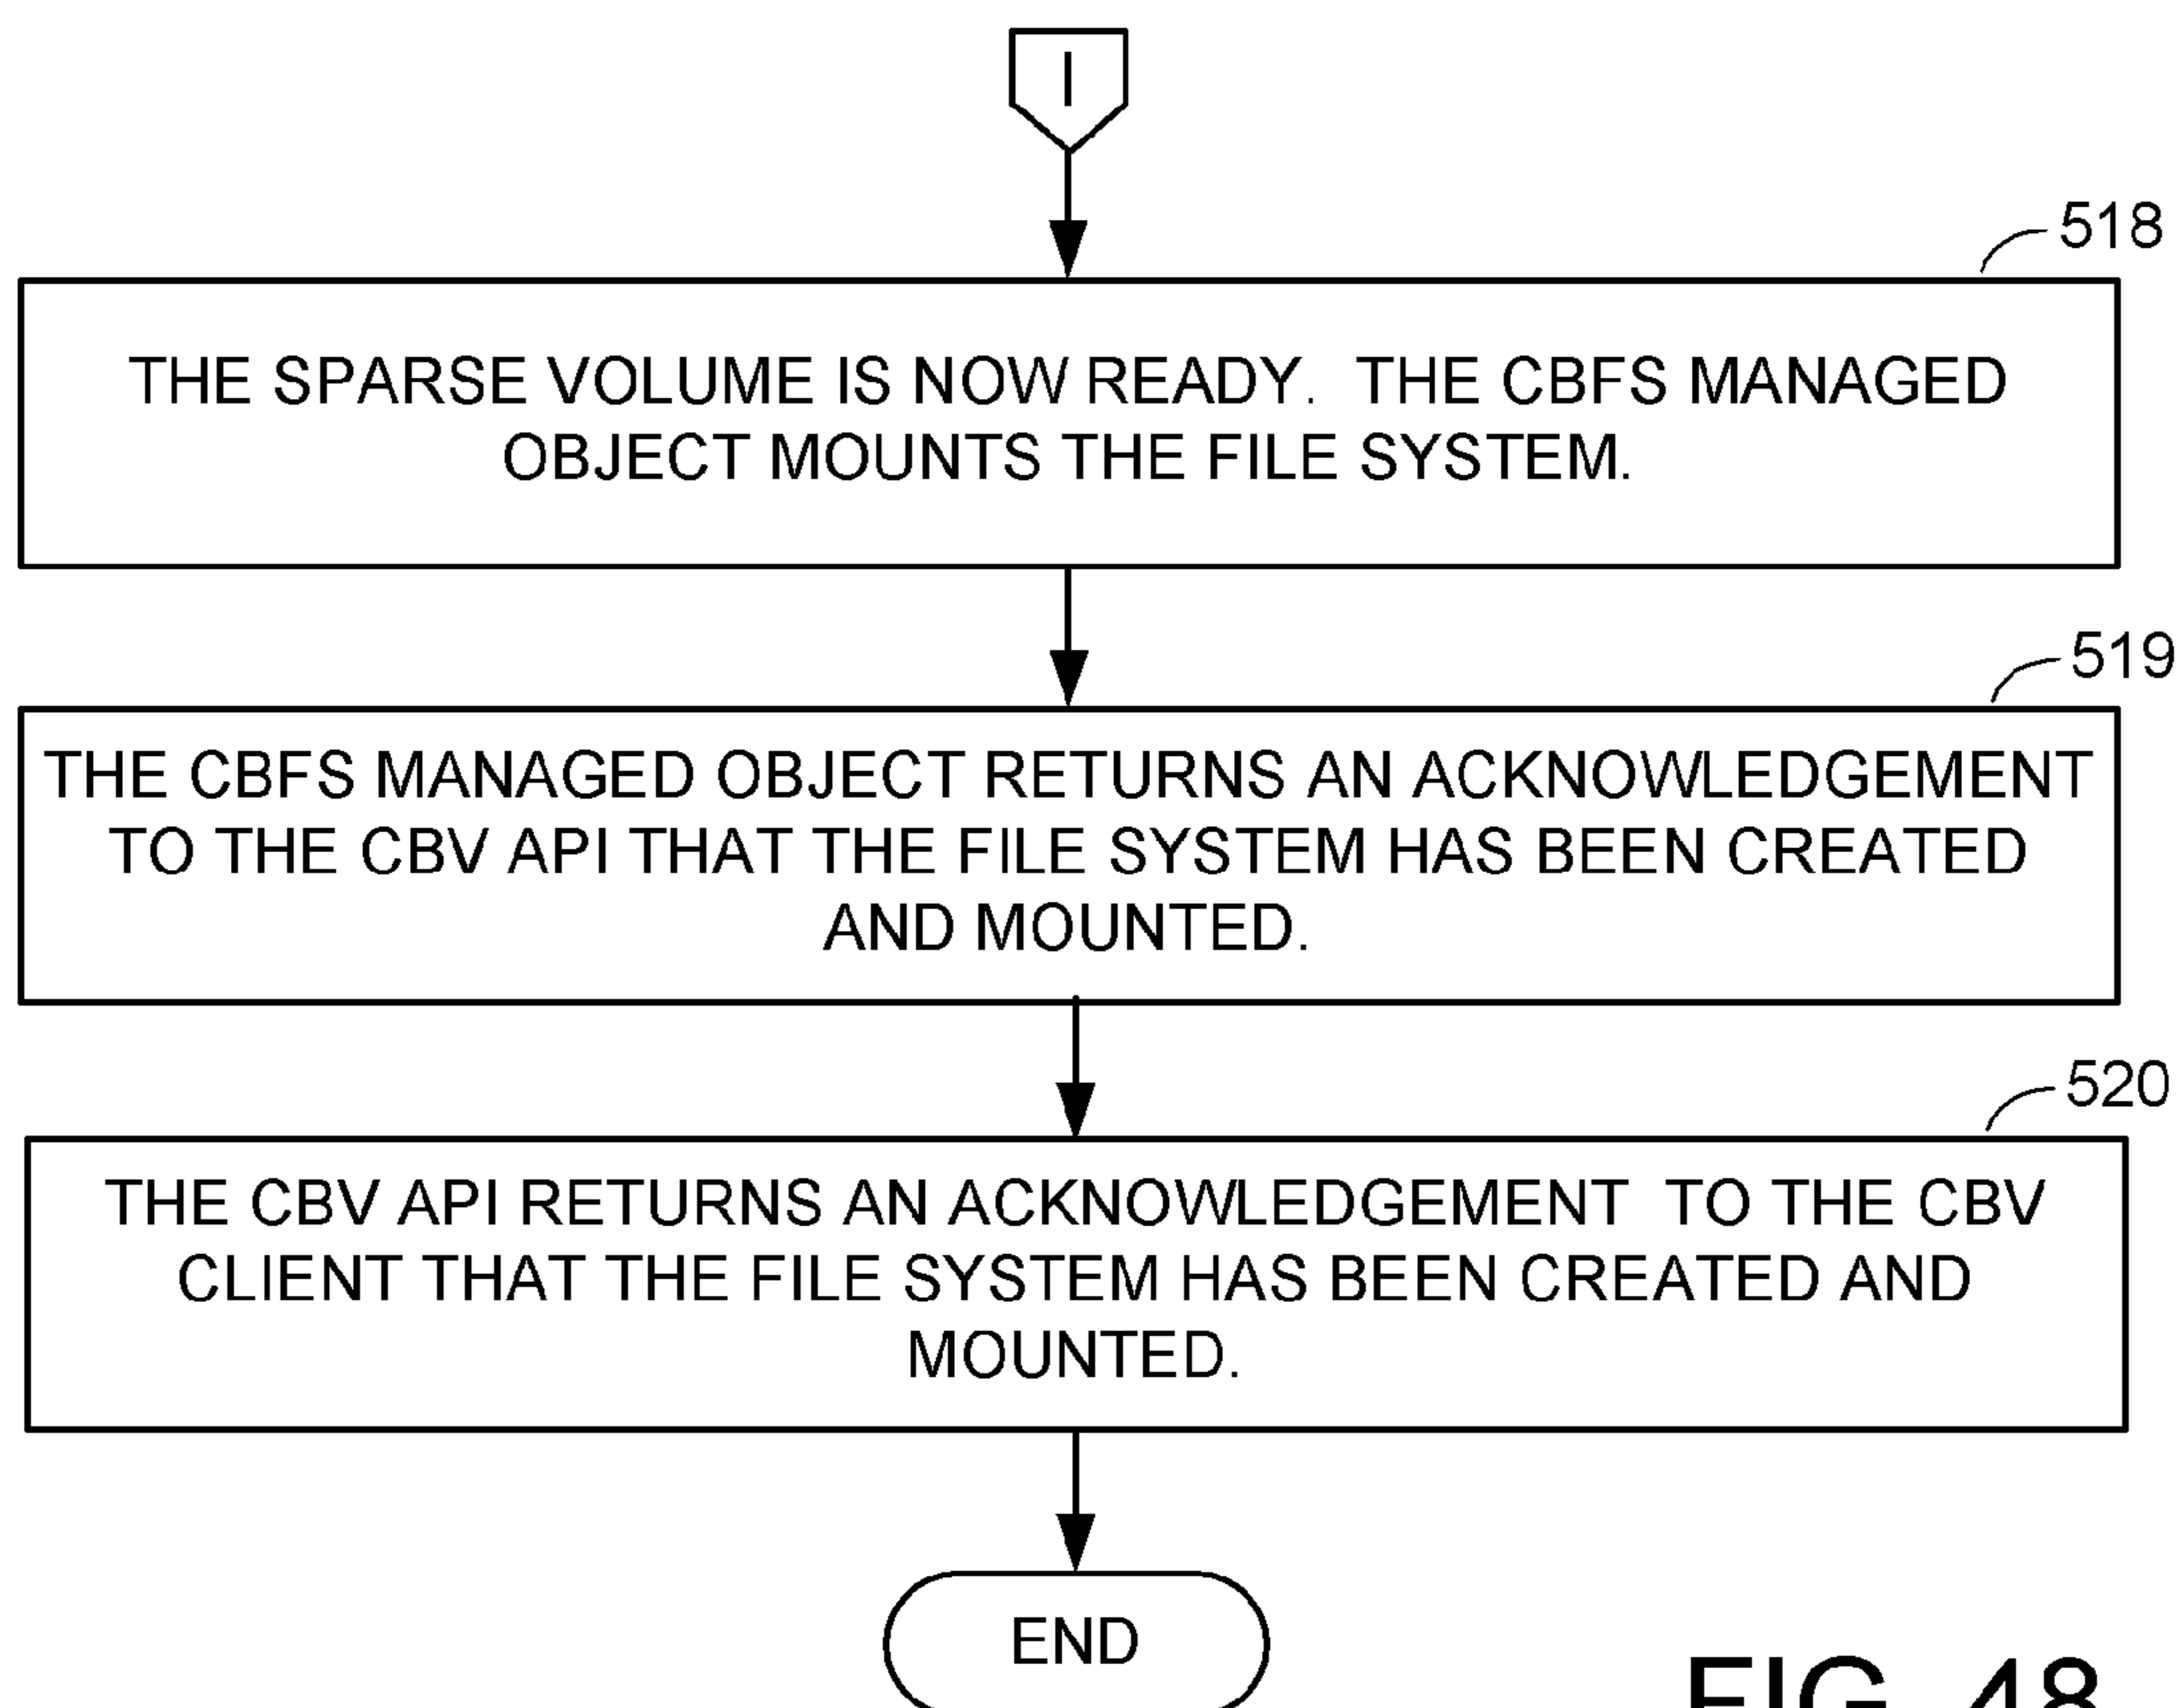 I
518
THE SPARSE VOLUME IS NOW READY. THE CBFS MANAGED
OBJECT MOUNTS THE FILE SYSTEM.
519
THE CBFS MANAGED OBJECT RETURNS AN ACKNOWLEDGEMENT
TO THE CBV API THAT THE FILE SYSTEM HAS BEEN CREATED
AND MOUNTED.
520
THE CBV API RETURNS AN ACKNOWLEDGEMENT TO THE CBV
CLIENT THAT THE FILE SYSTEM HAS BEEN CREATED AND
MOUNTED.
END
FIG. 48